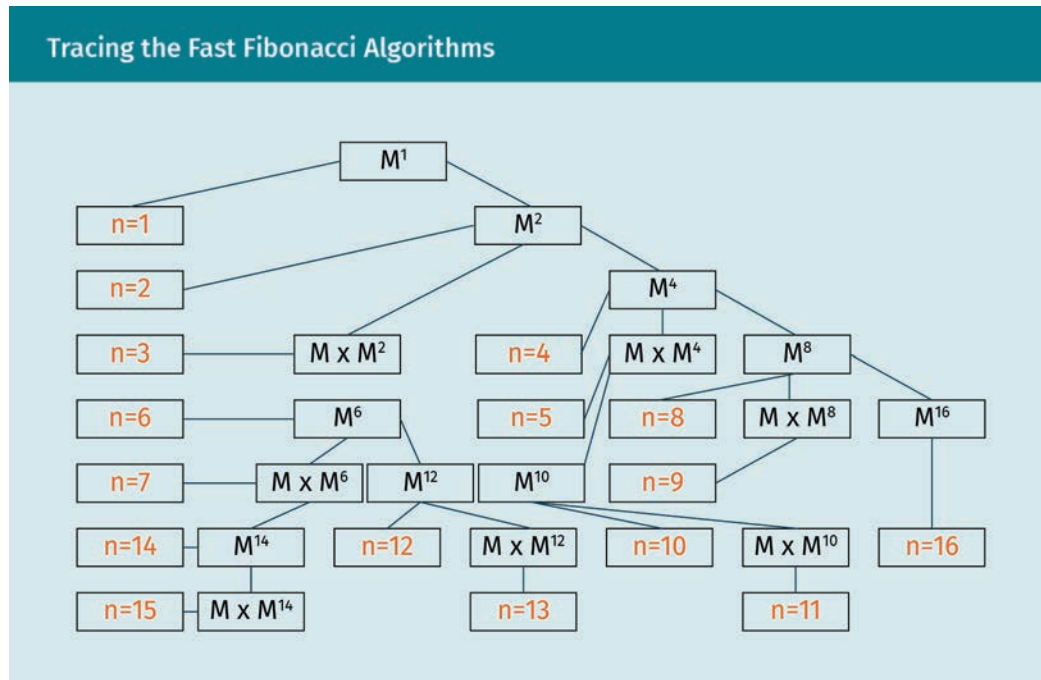 Tracing the Fast Fibonacci Algorithms
M¹
n=1
M²
n=2
M⁴
n=3
M x M²
n=4
M x M⁴
M⁸
n=6
M⁶
n=5
n=8
M x M⁸
M¹⁶
n=7
M x M⁶
M¹²
M¹⁰
n=9
n=14
M¹⁴
n=12
M x M¹²
n=10
M x M¹⁰
n=16
n=15
M x M¹⁴
n=13
n=11